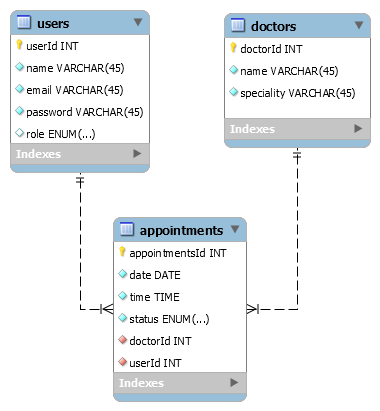 users
userId INT
name VARCHAR(45)
email VARCHAR(45)
password VARCHAR(45)
role ENUM(...)
Indexes
doctors
doctorId INT
name VARCHAR(45)
speciality VARCHAR(45)
Indexes
appointments
appointmentsId INT
date DATE
time TIME
status ENUM(...)
doctorId INT
userId INT
Indexes